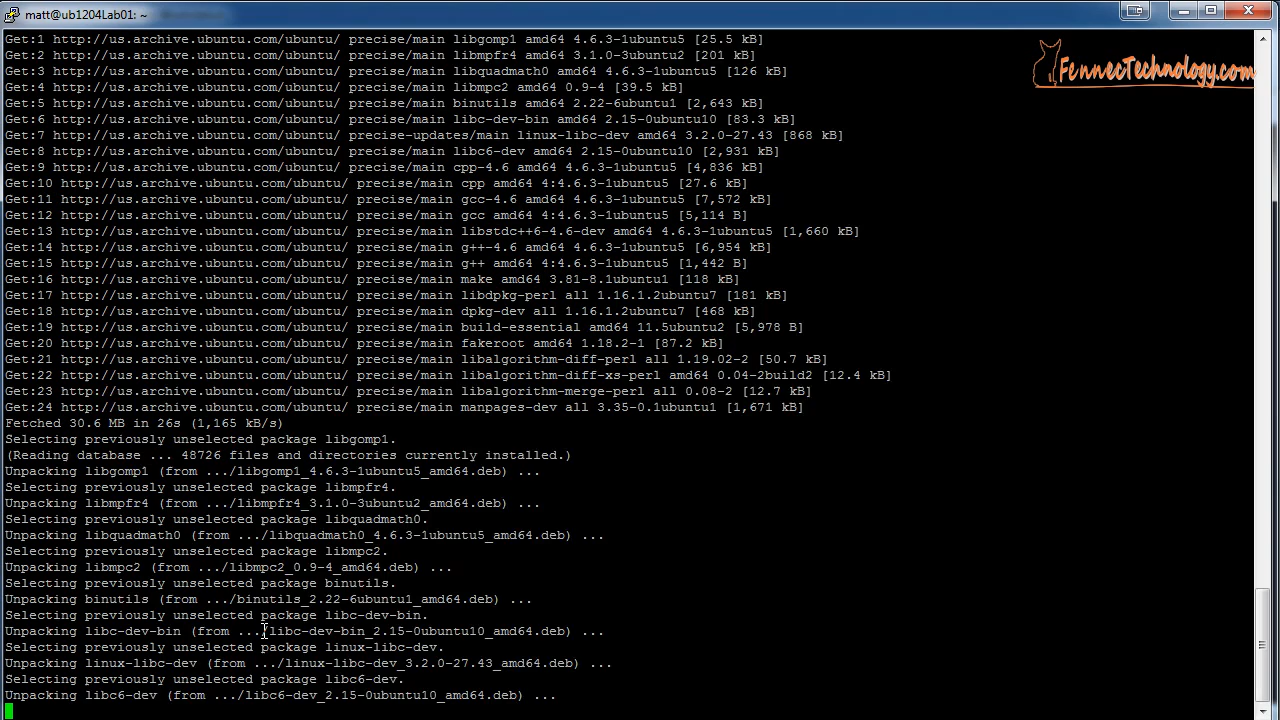 matt@ub1204Lab01: ~
Get:1 http://us.archive.ubuntu.com/ubuntu/ precise/main libgomp1 amd64 4.6.3-1ubuntu5 [25.5 kB]
Get:2 http://us.archive.ubuntu.com/ubuntu/ precise/main libmpfr4 amd64 3.1.0-3ubuntu2 [201 kB]
FennecTechnology.com
Get:3 http://us.archive.ubuntu.com/ubuntu/ precise/main libquadmath0 amd64 4.6.3-1ubuntu5 [126 kB]
Get:4 http://us.archive.ubuntu.com/ubuntu/ precise/main libmpc2 amd64 0.9-4 [39.5 kB]
Get:5 http://us.archive.ubuntu.com/ubuntu/ precise/main binutils amd64 2.22-6ubuntu1 [2,643 kB]
Get:6 http://us.archive.ubuntu.com/ubuntu/ precise/main libc-dev-bin amd64 2.15-0ubuntu10 [83.3 kB]
Get:7 http://us.archive.ubuntu.com/ubuntu/ precise-updates/main linux-libc-dev amd64 3.2.0-27.43 [868 kB]
Get:8 http://us.archive.ubuntu.com/ubuntu/ precise/main libc6-dev amd64 2.15-0ubuntu10 [2,931 kB]
Get:9 http://us.archive.ubuntu.com/ubuntu/ precise/main cpp-4.6 amd64 4.6.3-1ubuntu5 [4,836 kB]
Get:10 http://us.archive.ubuntu.com/ubuntu/ precise/main cpp amd64 4:4.6.3-1ubuntu5 [27.6 kB]
Get:11 http://us.archive.ubuntu.com/ubuntu/ precise/main gcc-4.6 amd64 4.6.3-1ubuntu5 [7,572 kB]
Get:12 http://us.archive.ubuntu.com/ubuntu/ precise/main gcc amd64 4:4.6.3-1ubuntu5 [5,114 B]
Get:13 http://us.archive.ubuntu.com/ubuntu/ precise/main libstdc++6-4.6-dev amd64 4.6.3-1ubuntu5 [1,660 kB]
Get:14 http://us.archive.ubuntu.com/ubuntu/ precise/main g++-4.6 amd64 4.6.3-1ubuntu5 [6,954 kB]
Get:15 http://us.archive.ubuntu.com/ubuntu/ precise/main g++ amd64 4:4.6.3-1ubuntu5 [1,442 B]
Get:16 http://us.archive.ubuntu.com/ubuntu/ precise/main make amd64 3.81-8.1ubuntu1 [118 kB]
Get:17 http://us.archive.ubuntu.com/ubuntu/ precise/main libdpkg-perl all 1.16.1.2ubuntu7 [181 kB]
Get:18 http://us.archive.ubuntu.com/ubuntu/ precise/main dpkg-dev all 1.16.1.2ubuntu7 [468 kB]
Get:19 http://us.archive.ubuntu.com/ubuntu/ precise/main build-essential amd64 11.5ubuntu2 [5,978 B]
Get:20 http://us.archive.ubuntu.com/ubuntu/ precise/main fakeroot amd64 1.18.2-1 [87.2 kB]
Get:21 http://us.archive.ubuntu.com/ubuntu/ precise/main libalgorithm-diff-perl all 1.19.02-2 [50.7 kB]
Get:22 http://us.archive.ubuntu.com/ubuntu/ precise/main libalgorithm-diff-xs-perl amd64 0.04-2build2 [12.4 kB]
Get:23 http://us.archive.ubuntu.com/ubuntu/ precise/main libalgorithm-merge-perl all 0.08-2 [12.7 kB]
Get:24 http://us.archive.ubuntu.com/ubuntu/ precise/main manpages-dev all 3.35-0.1ubuntu1 [1,671 kB]
Fetched 30.6 MB in 26s (1,165 kB/s)
Selecting previously unselected package libgomp1.
(Reading database ... 48726 files and directories currently installed.)
Unpacking libgomp1 (from .../libgomp1_4.6.3-1ubuntu5_amd64.deb) ...
Selecting previously unselected package libmpfr4.
Unpacking libmpfr4 (from .../libmpfr4_3.1.0-3ubuntu2_amd64.deb) ...
Selecting previously unselected package libquadmath0.
Unpacking libquadmath0 (from .../libquadmath0_4.6.3-1ubuntu5_amd64.deb) ...
Selecting previously unselected package libmpc2.
Unpacking libmpc2 (from .../libmpc2_0.9-4_amd64.deb) ...
Selecting previously unselected package binutils.
Unpacking binutils (from .../binutils_2.22-6ubuntu1_amd64.deb) ...
Selecting previously unselected package libc-dev-bin.
Unpacking libc-dev-bin (from .../libc-dev-bin_2.15-0ubuntu10_amd64.deb) ...
Selecting previously unselected package linux-libc-dev.
Unpacking linux-libc-dev (from .../linux-libc-dev_3.2.0-27.43_amd64.deb) ...
Selecting previously unselected package libc6-dev.
Unpacking libc6-dev (from .../libc6-dev_2.15-0ubuntu10_amd64.deb) ...